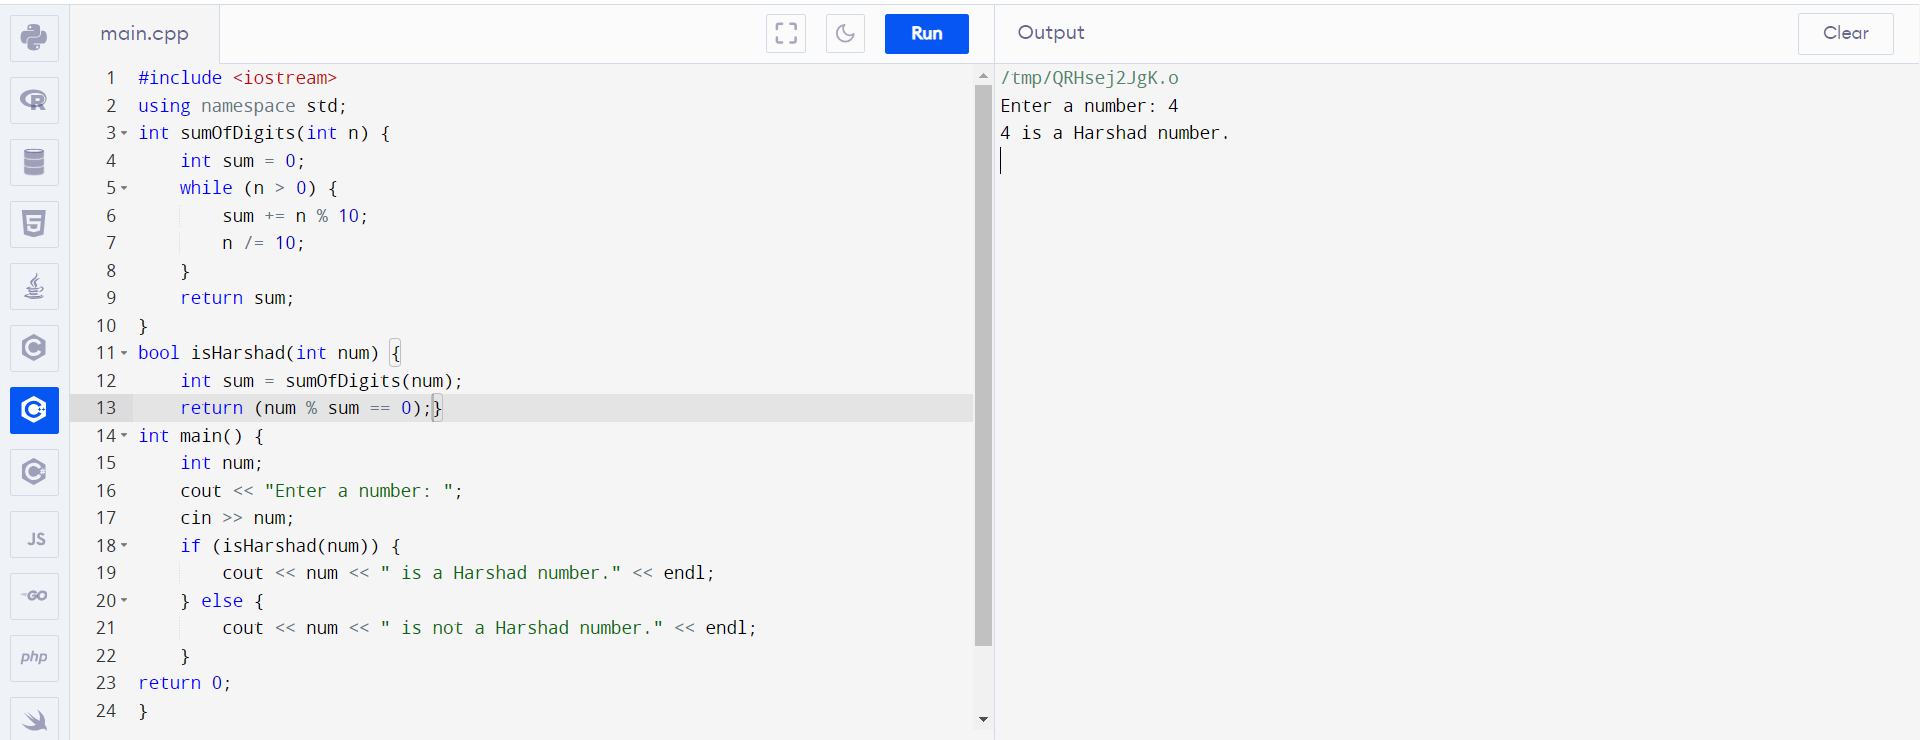 main.cpp
Run
1 #include <iostream>
2 using namespace std;
3 int sumOfDigits(int n) {
4     int sum = 0;
5     while (n > 0) {
6         sum += n % 10;
7         n /= 10;
8     }
9     return sum;
10 }
11 bool isHarshad(int num) {
12     int sum = sumOfDigits(num);
13     return (num % sum == 0);}
14 int main() {
15     int num;
16     cout << "Enter a number: ";
17     cin >> num;
18     if (isHarshad(num)) {
19         cout << num << " is a Harshad number." << endl;
20     } else {
21         cout << num << " is not a Harshad number." << endl;
22     }
23 return 0;
24 }
Output
Clear
/tmp/QRHsej2JgK.o
Enter a number: 4
4 is a Harshad number.
R
5
C
C
C
JS
GO
php